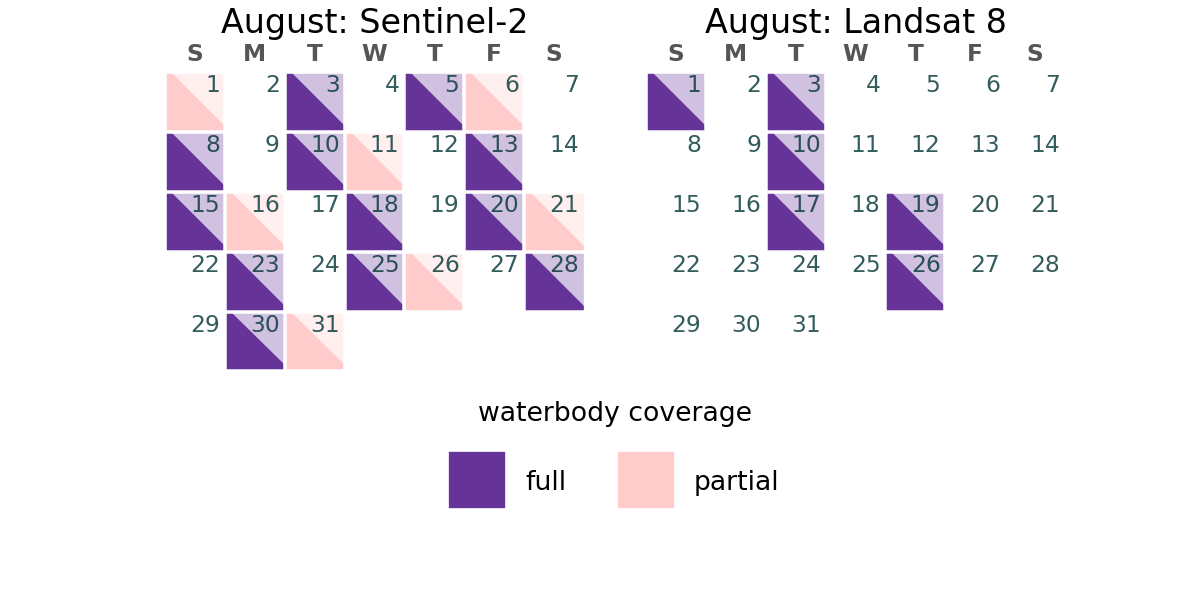 August: Sentinel-2
S M T W T F S
1 2 3 4 5 6 7
8 9 10 11 12 13 14
15 16 17 18 19 20 21
22 23 24 25 26 27 28
29 30 31
August: Landsat 8
S M T W T F S
1 2 3 4 5 6 7
8 9 10 11 12 13 14
15 16 17 18 19 20 21
22 23 24 25 26 27 28
29 30 31
waterbody coverage
full
partial